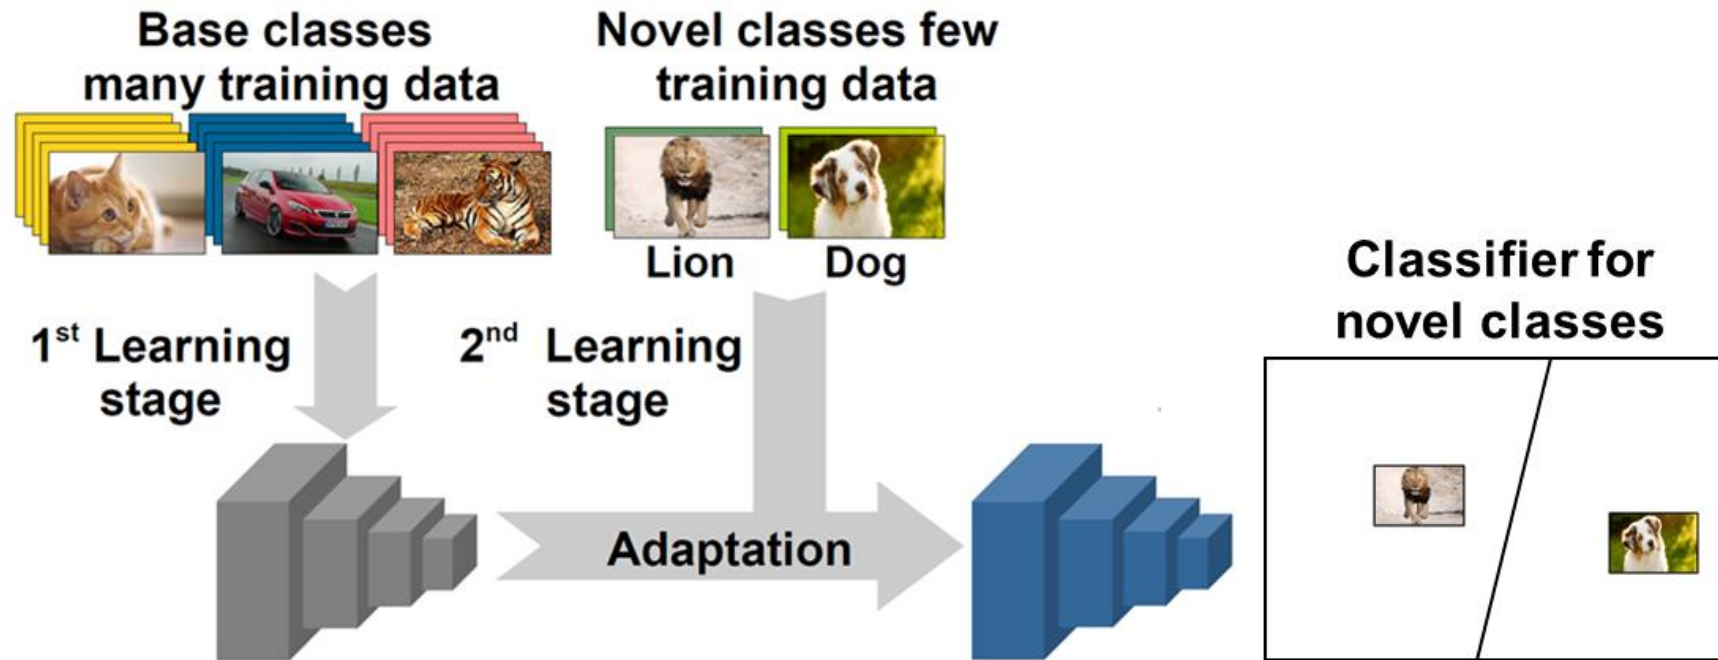 Base classes
many training data
Novel classes few
training data
Lion
Dog
1st Learning
stage
2nd Learning
stage
Adaptation
Classifier for
novel classes